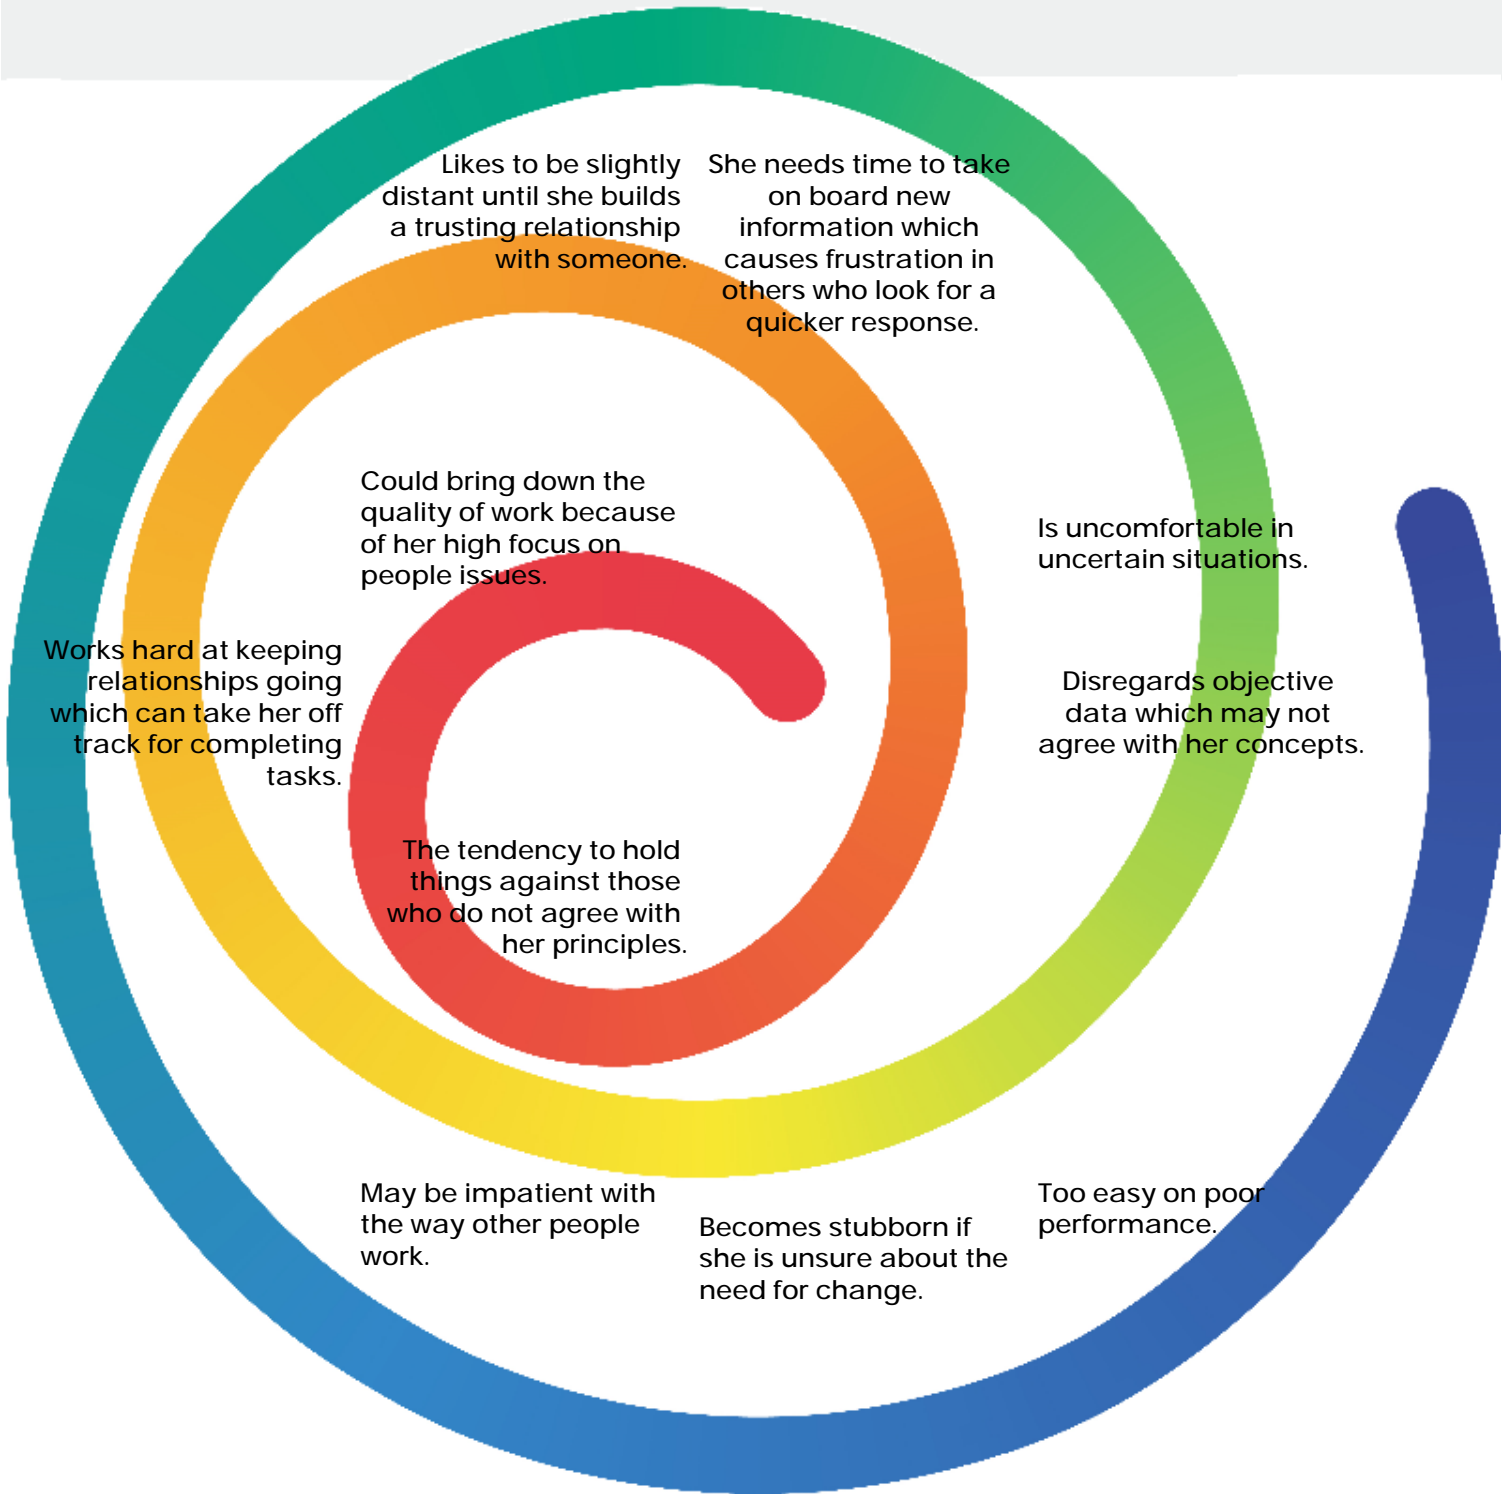 Likes to be slightly
distant until she builds
a trusting relationship
with someone.
She needs time to take
on board new
information which
causes frustration in
others who look for a
quicker response.
Could bring down the
quality of work because
of her high focus on
people issues.
Is uncomfortable in
uncertain situations.
Works hard at keeping
relationships going
which can take her off
track for completing
tasks.
Disregards objective
data which may not
agree with her concepts.
The tendency to hold
things against those
who do not agree with
her principles.
May be impatient with
the way other people
work.
Becomes stubborn if
she is unsure about the
need for change.
Too easy on poor
performance.